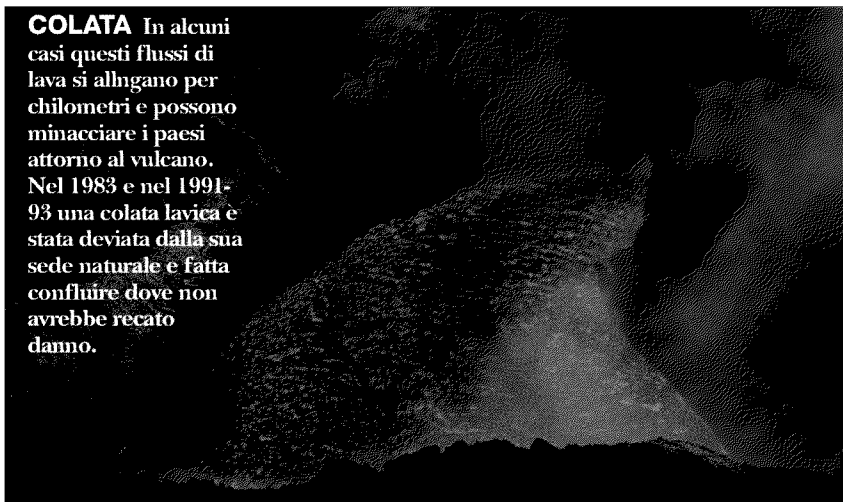 COLATA In alcuni
casi questi flussi di
lava si allngano per
chilometri e possono
minacciare i paesi
attorno al vulcano.
Nel 1983 e nel 1991-
93 una colata lavica è
stata deviata dalla sua
sede naturale e fatta
confluire dove non
avrebbe recato
danno.